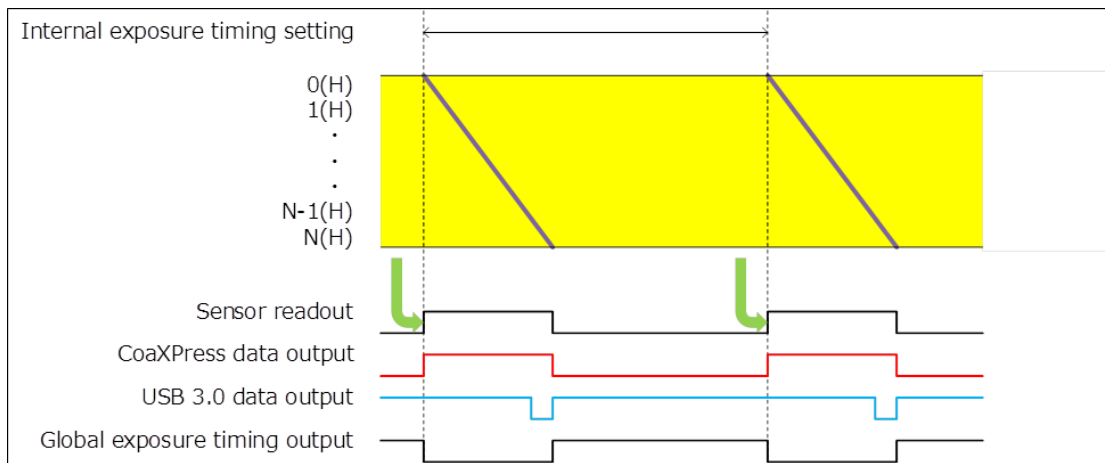 Internal exposure timing setting
0(H)
1(H)
・
・
・
N-1(H)
N(H)
Sensor readout
CoaXPress data output
USB 3.0 data output
Global exposure timing output